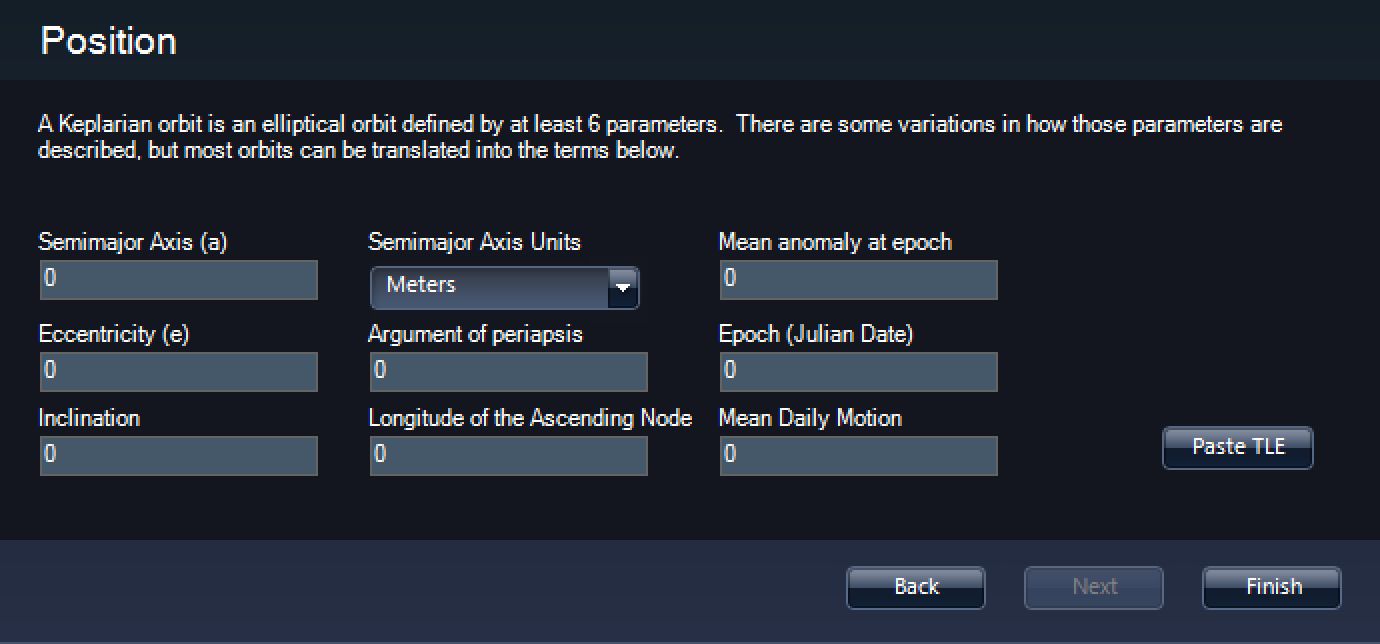 Position
A Keplarian orbit is an elliptical orbit defined by at least 6 parameters.  There are some variations in how those parameters are
described, but most orbits can be translated into the terms below.
Semimajor Axis (a)
0
Semimajor Axis Units
Meters
Mean anomaly at epoch
0
Eccentricity (e)
0
Argument of periapsis
0
Epoch (Julian Date)
0
Inclination
0
Longitude of the Ascending Node
0
Mean Daily Motion
0
Paste TLE
Back
Next
Finish